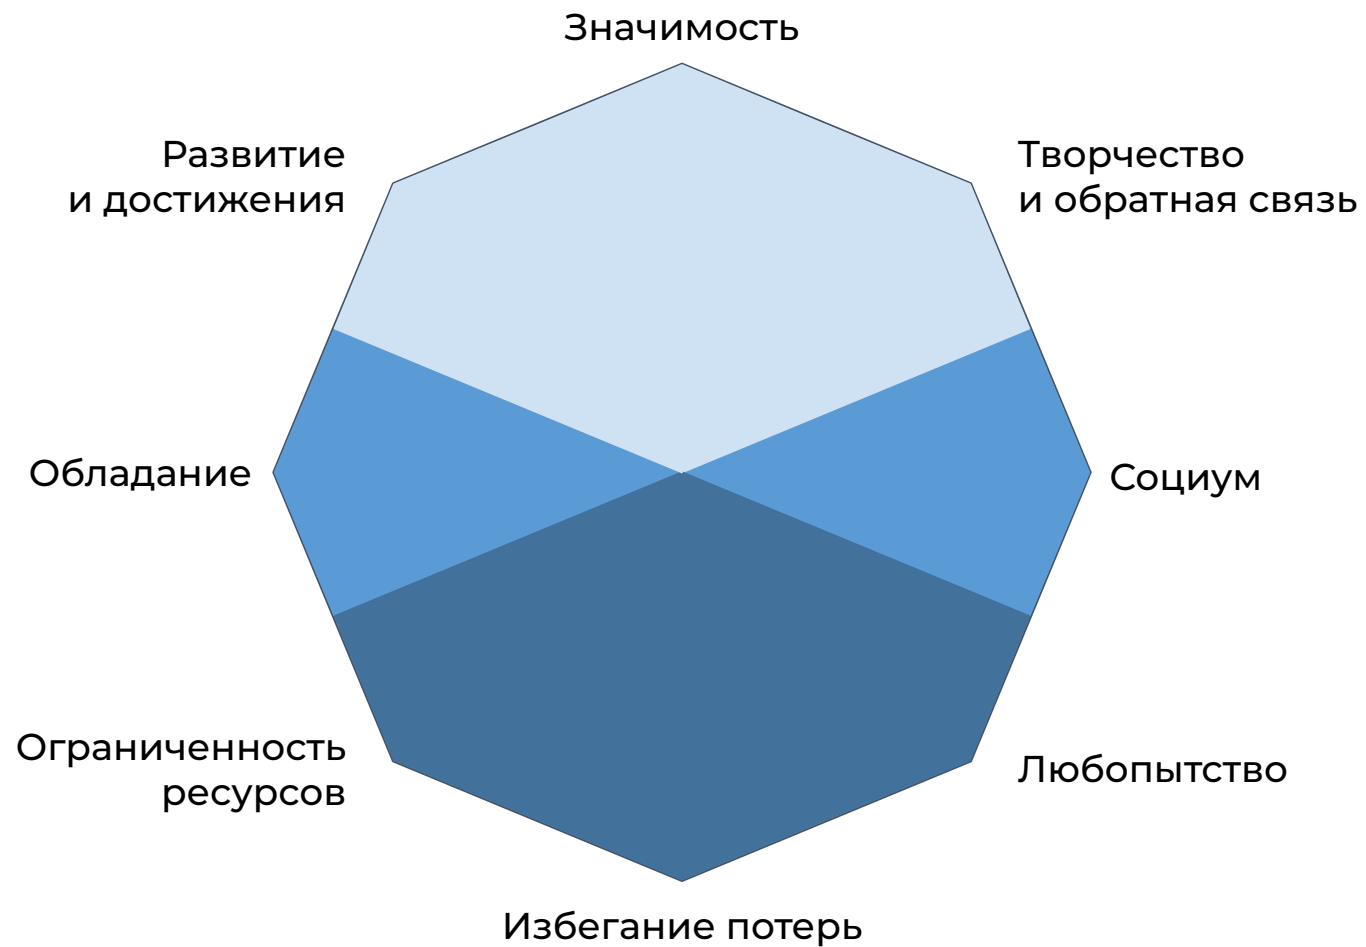 Значимость
Развитие
и достижения
Творчество
и обратная связь
Обладание
Социум
Ограниченность
ресурсов
Любопытство
Избегание потерь